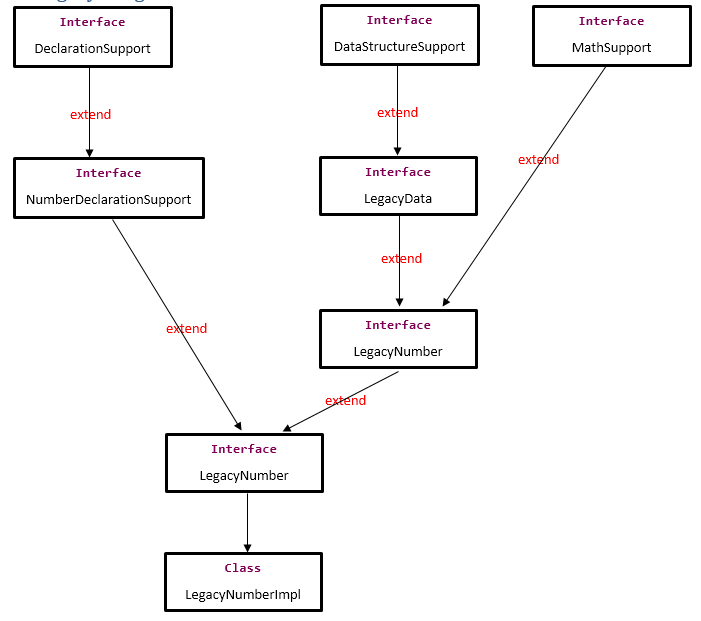 Interface
DeclarationSupport
Interface
DataStructureSupport
Interface
MathSupport
extend
extend
extend
Interface
NumberDeclarationSupport
Interface
LegacyData
extend
extend
Interface
LegacyNumber
extend
Interface
LegacyNumber
Class
LegacyNumberImpl